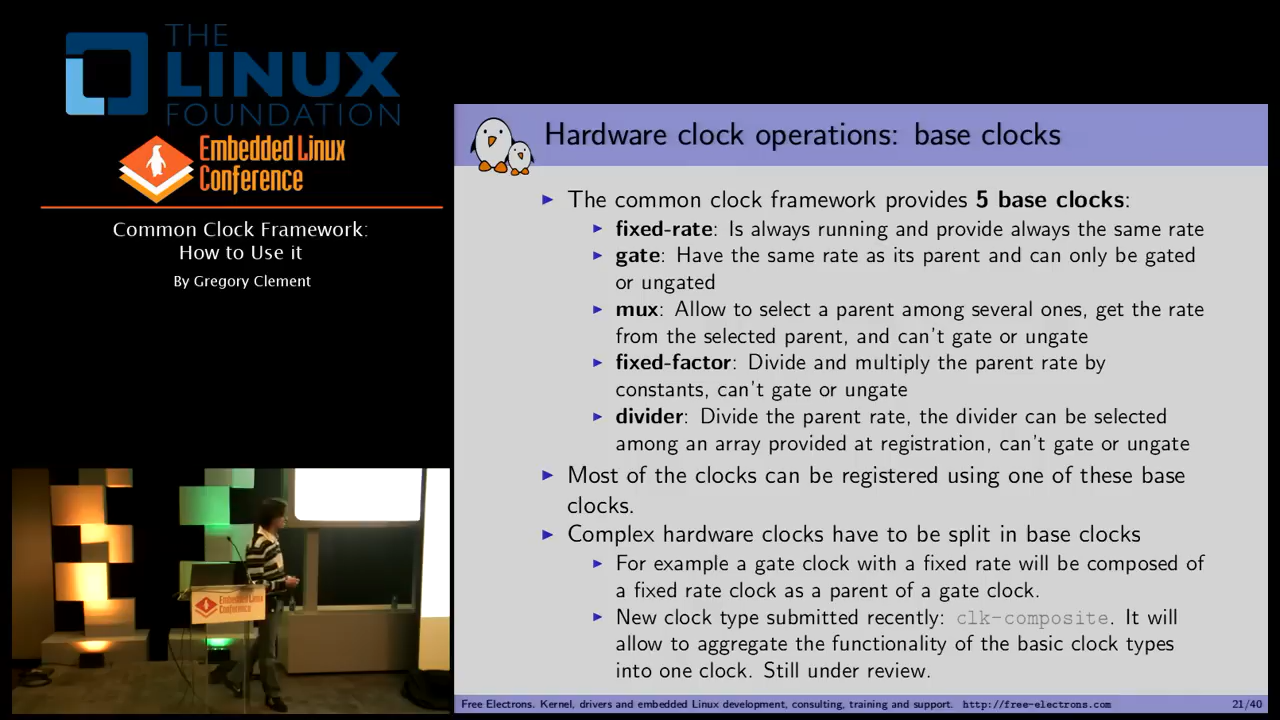 THE
LINUX
FOUNDATION
Embedded Linux
Conference
Common Clock Framework:
How to Use it
By Gregory Clement
Embedded Linux
Conference
Hardware clock operations: base clocks
The common clock framework provides 5 base clocks:
fixed-rate: Is always running and provide always the same rate
gate: Have the same rate as its parent and can only be gated
or ungated
mux: Allow to select a parent among several ones, get the rate
from the selected parent, and can't gate or ungate
fixed-factor: Divide and multiply the parent rate by
constants, can't gate or ungate
divider: Divide the parent rate, the divider can be selected
among an array provided at registration, can't gate or ungate
Most of the clocks can be registered using one of these base
clocks.
Complex hardware clocks have to be split in base clocks
For example a gate clock with a fixed rate will be composed of
a fixed rate clock as a parent of a gate clock.
New clock type submitted recently: clk-composite. It will
allow to aggregate the functionality of the basic clock types
into one clock. Still under review.
Free Electrons. Kernel, drivers and embedded Linux development, consulting, training and support. http://free-electrons.com
21/40